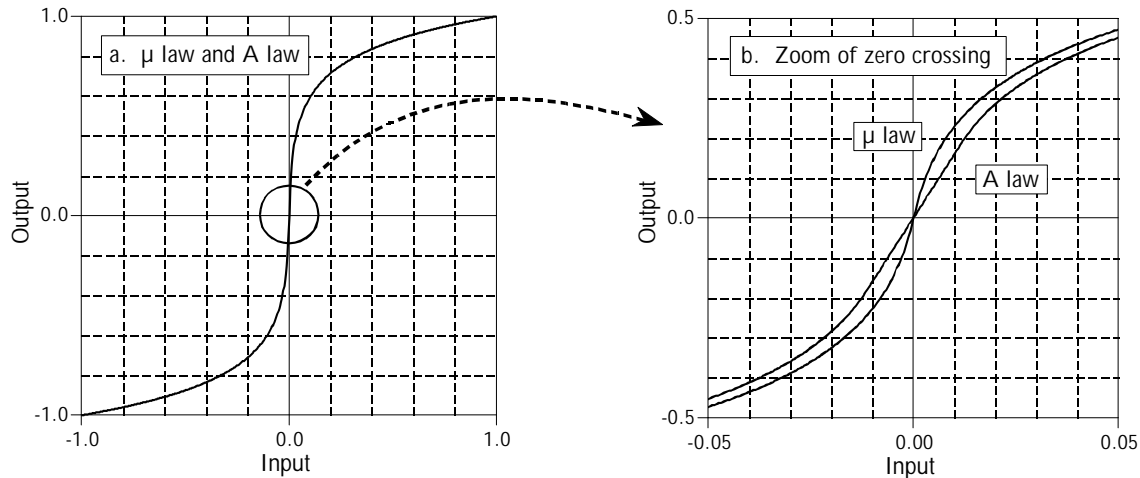 1.0
a. µ law and A law
0.0
-1.0
-1.0
0.0
1.0
Output
Input
0.5
b. Zoom of zero crossing
µ law
A law
0.0
-0.5
-0.05
0.00
0.05
Output
Input